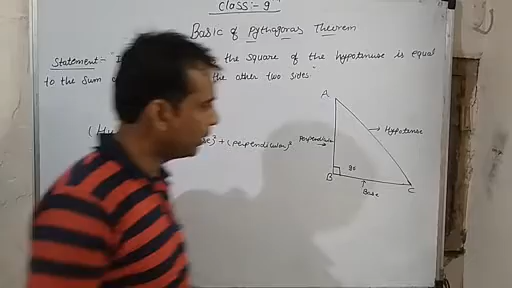 Class:- 9
Basic of Pythagoras Theorem
Statement:- the square of the hypotenuse is equal
to the sum the other two sides"
)² + (perpendicular)²
A
Perpendicular
Hypotenuse
90
B
Base
C